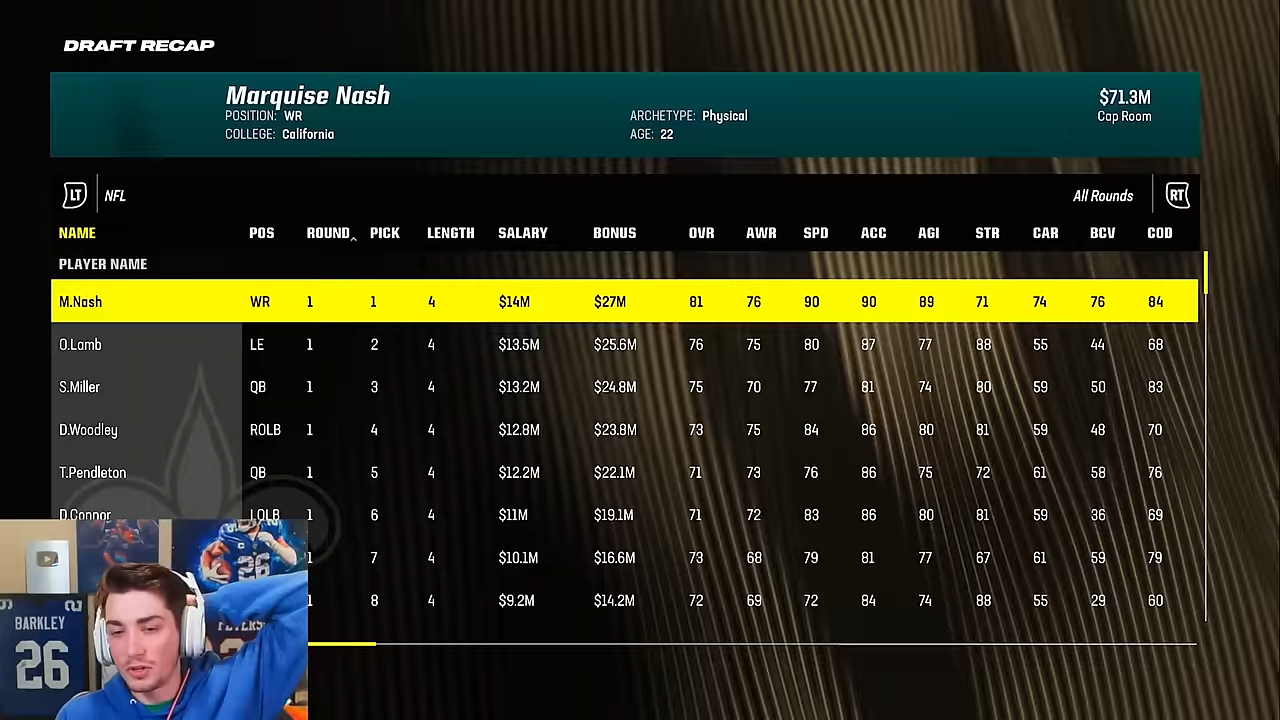 DRAFT RECAP
Marquise Nash
POSITION: WR
COLLEGE: California
ARCHETYPE: Physical
AGE: 22
$71.3M
Cap Room
LT NFL All Rounds RT
NAME POS ROUND PICK LENGTH SALARY BONUS OVR AWR SPD ACC AGI STR CAR BCV COD
PLAYER NAME
M.Nash WR 1 1 4 $14M $27M 81 76 90 90 89 71 74 76 84
O.Lamb LE 1 2 4 $13.5M $25.6M 76 75 80 87 77 88 55 44 68
S.Miller QB 1 3 4 $13.2M $24.8M 75 70 77 81 74 80 59 50 83
D.Woodley ROLB 1 4 4 $12.8M $23.8M 73 75 84 86 80 81 59 48 70
T.Pendleton QB 1 5 4 $12.2M $22.1M 71 73 76 86 75 72 61 58 76
D.Connor LOLB 1 6 4 $11M $19.1M 71 72 83 86 80 81 59 36 69
1 7 4 $10.1M $16.6M 73 68 79 81 77 67 61 59 79
1 8 4 $9.2M $14.2M 72 69 72 84 74 88 55 29 60
BARKLEY
26
26